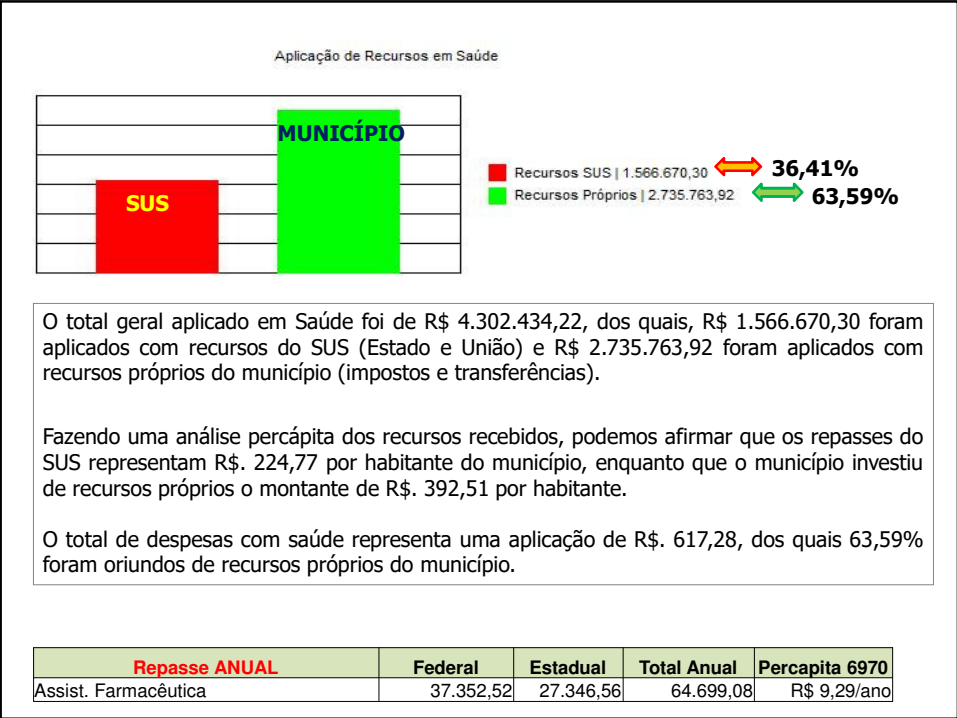 Aplicação de Recursos em Saúde
MUNICÍPIO
SUS
Recursos SUS | 1.566.670,30 36,41%
Recursos Próprios | 2.735.763,92 63,59%
O total geral aplicado em Saúde foi de R$ 4.302.434,22, dos quais, R$ 1.566.670,30 foram
aplicados com recursos do SUS (Estado e União) e R$ 2.735.763,92 foram aplicados com
recursos próprios do município (impostos e transferências).
Fazendo uma análise percápita dos recursos recebidos, podemos afirmar que os repasses do
SUS representam R$. 224,77 por habitante do município, enquanto que o município investiu
de recursos próprios o montante de R$. 392,51 por habitante.
O total de despesas com saúde representa uma aplicação de R$. 617,28, dos quais 63,59%
foram oriundos de recursos próprios do município.
Repasse ANUAL Federal Estadual Total Anual Percapita 6970
Assist. Farmacêutica 37.352,52 27.346,56 64.699,08 R$ 9,29/ano